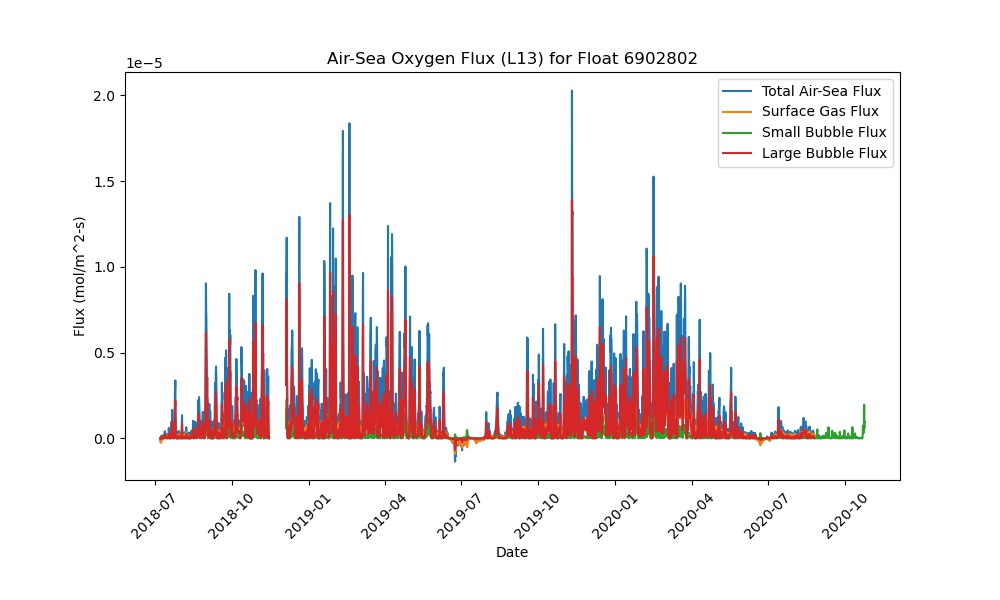 Air-Sea Oxygen Flux (L13) for Float 6902802
1e−5
Total Air-Sea Flux
Surface Gas Flux
Small Bubble Flux
Large Bubble Flux
2.0
1.5
1.0
0.5
0.0
Flux (mol/m^2-s)
2018-07
2018-10
2019-01
2019-04
2019-07
2019-10
2020-01
2020-04
2020-07
2020-10
Date